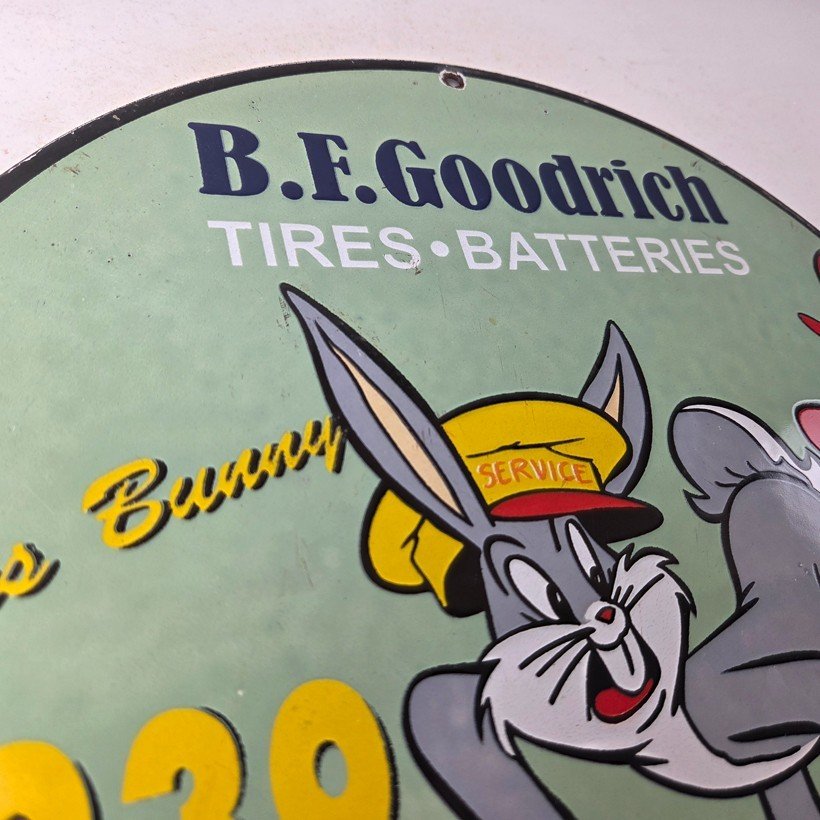 B.F.Goodrich
TIRES•BATTERIES
Bunny
SERVICE